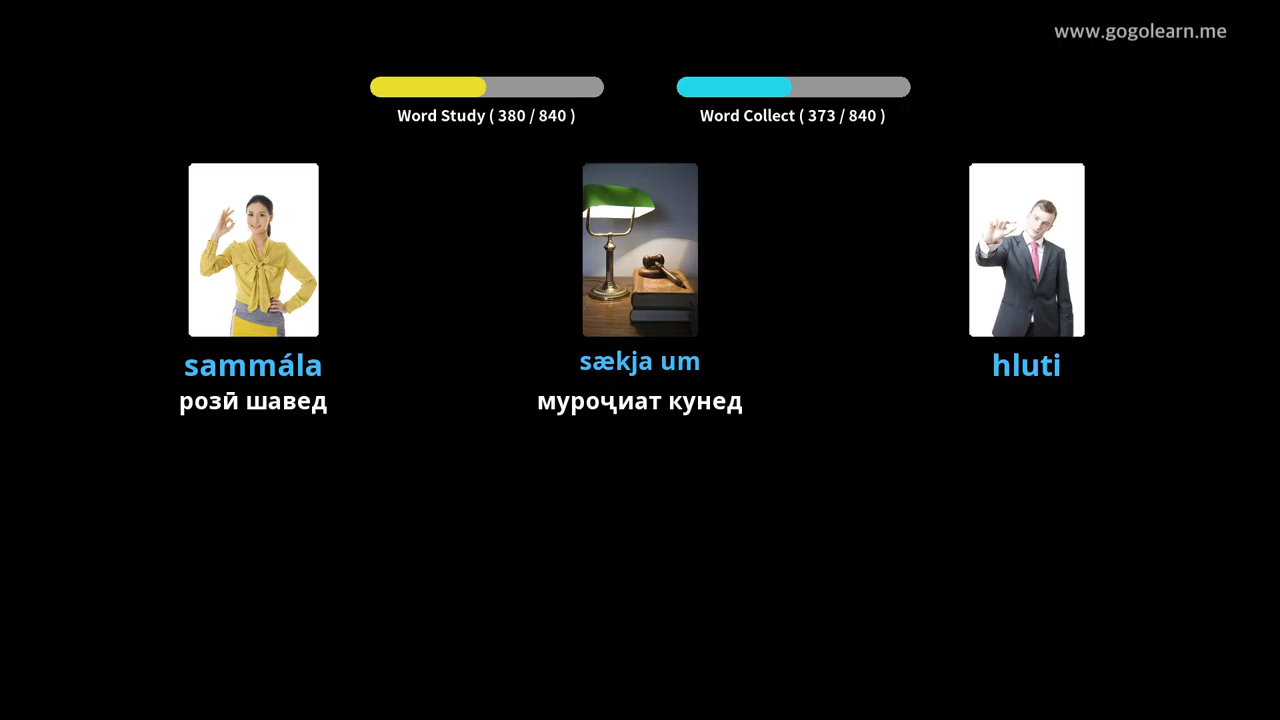 www.gogolearn.me
Word Study ( 380 / 840 )
Word Collect ( 373 / 840 )
sammála
sækja um
hluti
розӣ шавед
муроҷиат кунед